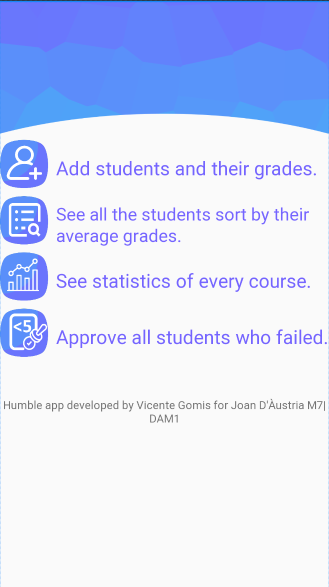 Add students and their grades.
See all the students sort by their
average grades.
See statistics of every course.
<5
Approve all students who failed.
Humble app developed by Vicente Gomis for Joan D'Àustria M7|
DAM1